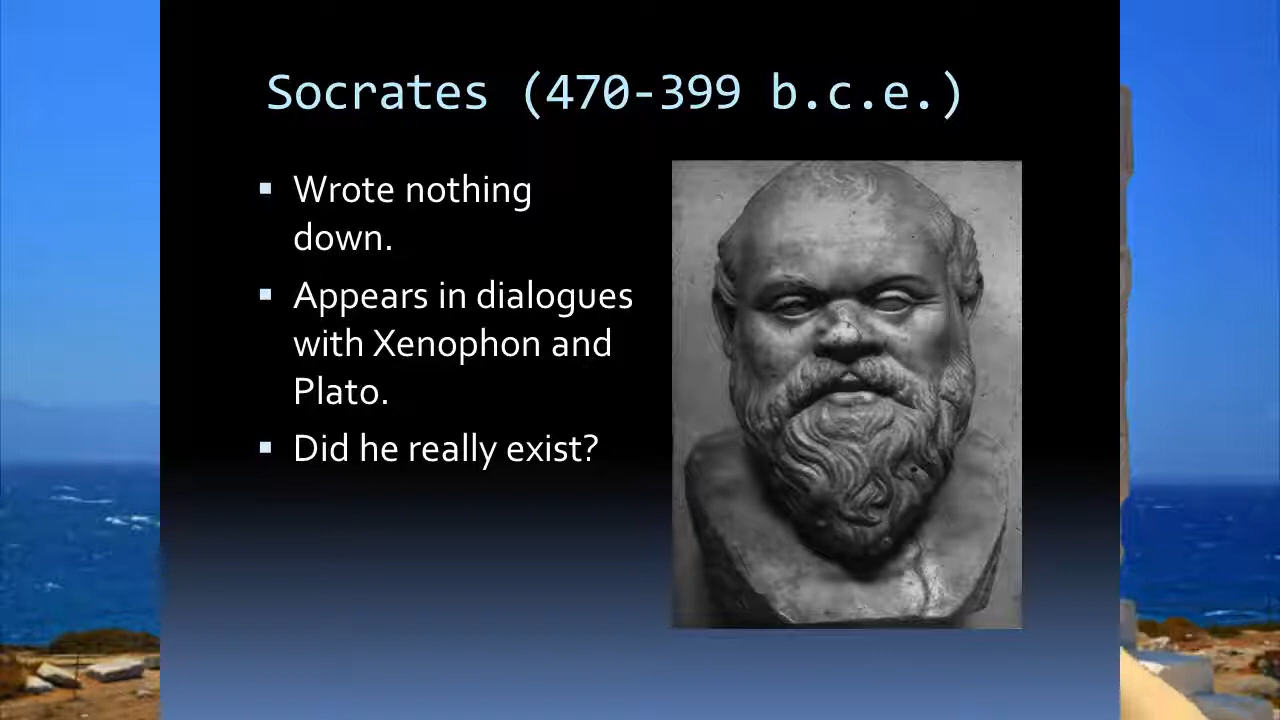 Socrates (470-399 b.c.e.)
▪ Wrote nothing
down.
▪ Appears in dialogues
with Xenophon and
Plato.
▪ Did he really exist?